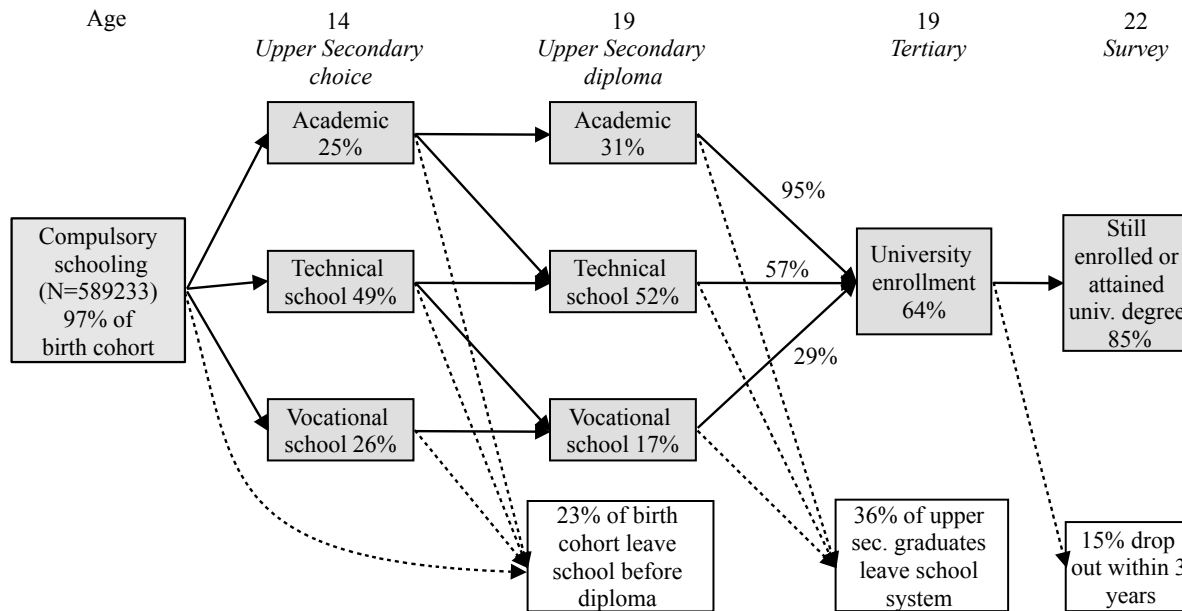 Age
14
Upper Secondary
choice
19
Upper Secondary
diploma
19
Tertiary
22
Survey
Compulsory
schooling
(N=589233)
97% of
birth cohort
Academic
25%
Technical
school 49%
Vocational
school 26%
Academic
31%
Technical
school 52%
Vocational
school 17%
23% of birth
cohort leave
school before
diploma
95%
57%
29%
University
enrollment
64%
36% of upper
sec. graduates
leave school
system
Still
enrolled or
attained
univ. degree
85%
15% drop
out within 3
years